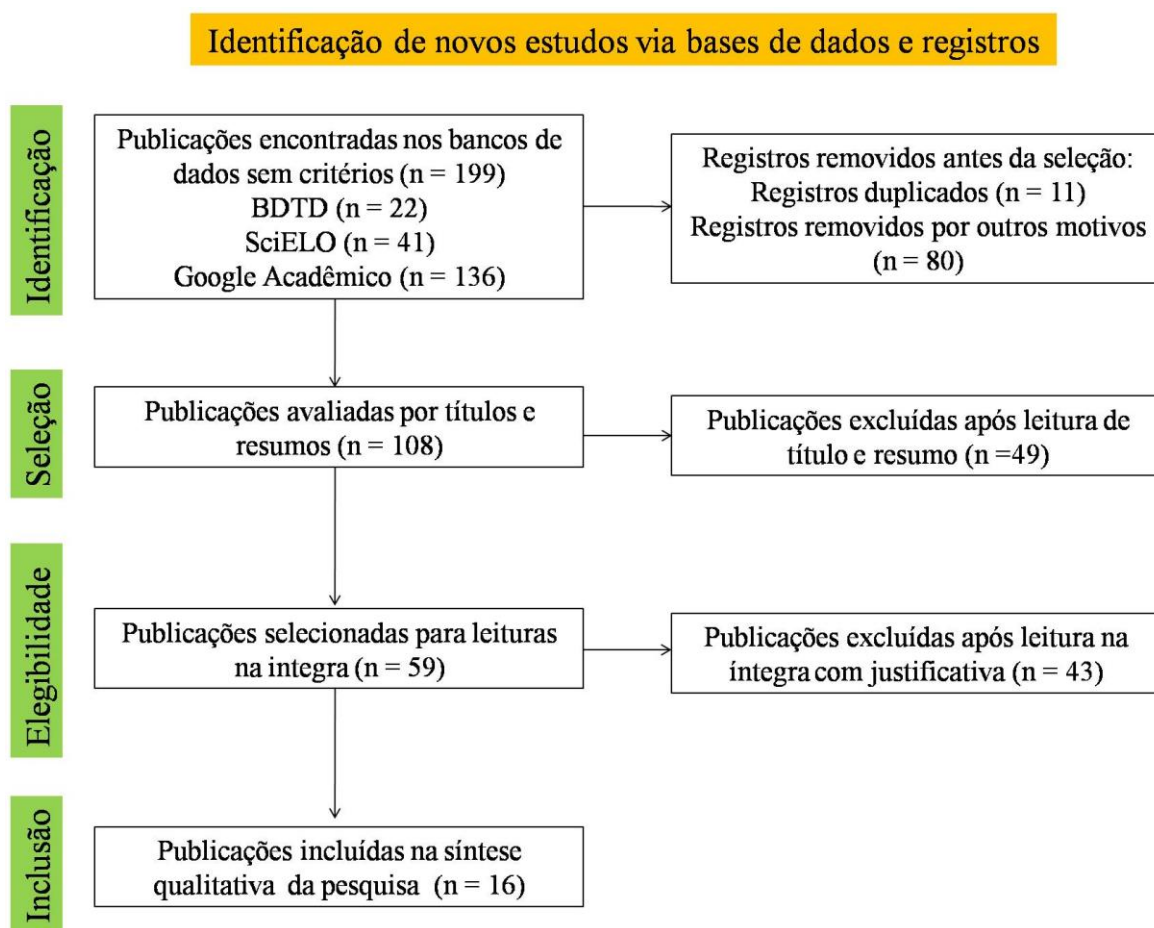 Identificação de novos estudos via bases de dados e registros
Identificação
Publicações encontradas nos bancos de
dados sem critérios (n = 199)
BDTD (n = 22)
SciELO (n = 41)
Google Acadêmico (n = 136)
Registros removidos antes da seleção:
Registros duplicados (n = 11)
Registros removidos por outros motivos
(n = 80)
Seleção
Publicações avaliadas por títulos e
resumos (n = 108)
Publicações excluídas após leitura de
título e resumo (n =49)
Elegibilidade
Publicações selecionadas para leituras
na integra (n = 59)
Publicações excluídas após leitura na
íntegra com justificativa (n = 43)
Inclusão
Publicações incluídas na síntese
qualitativa da pesquisa (n = 16)